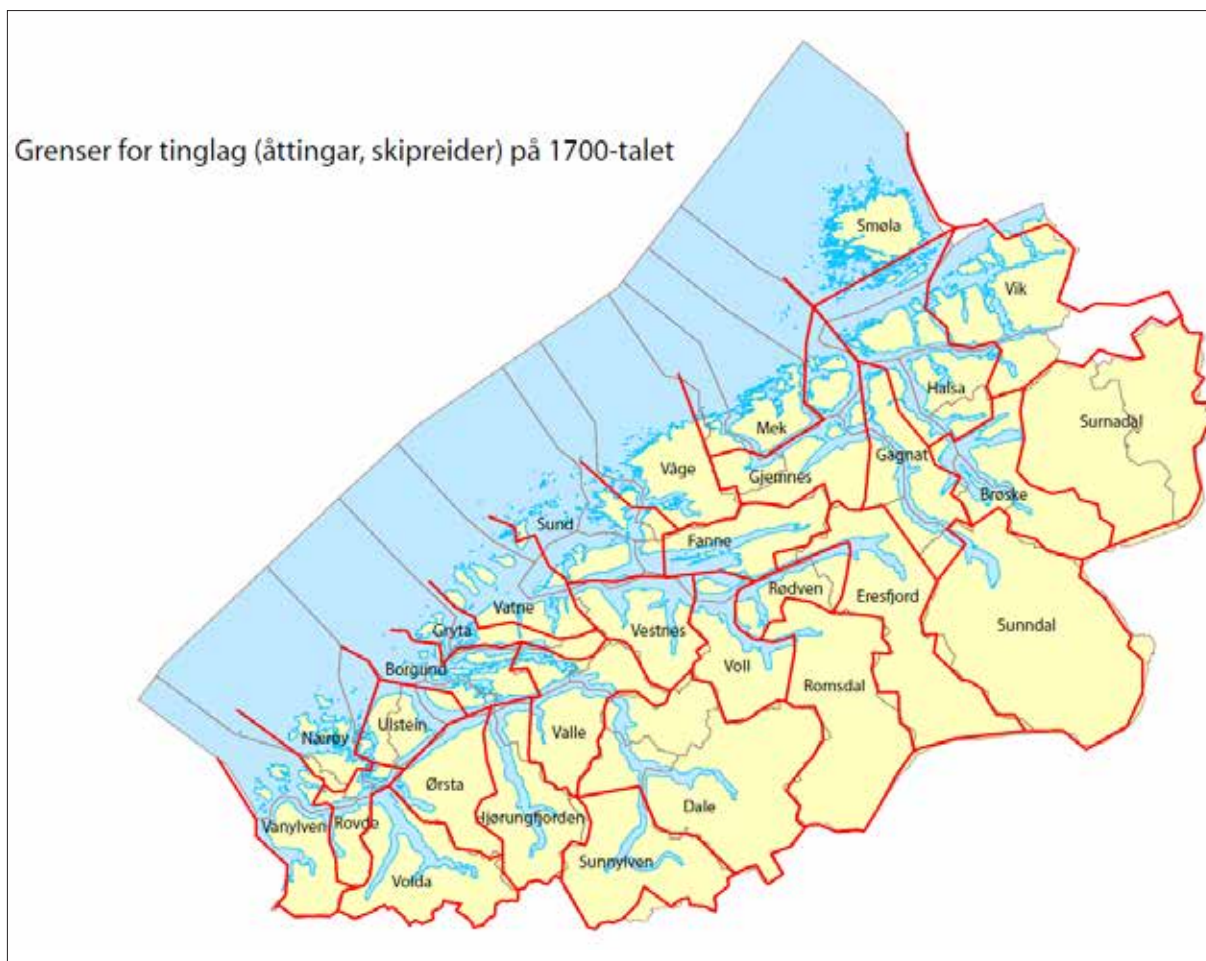 Grenser for tinglag (åttingar, skipreider) på 1700-talet
Smøla
Vik
Halsa
Surnadal
Mek
Gagnat
Våge
Gjemnes
Brøske
Sund
Fanne
Rødven
Eresfjord
Vatne
Sunndal
Gryta
Vestnes
Voll
Borgund
Romsdal
Ulstein
Nærøy
Valle
Ørsta
Dale
Hjørungfjorden
Vanylven
Rovde
Sunnylven
Volda